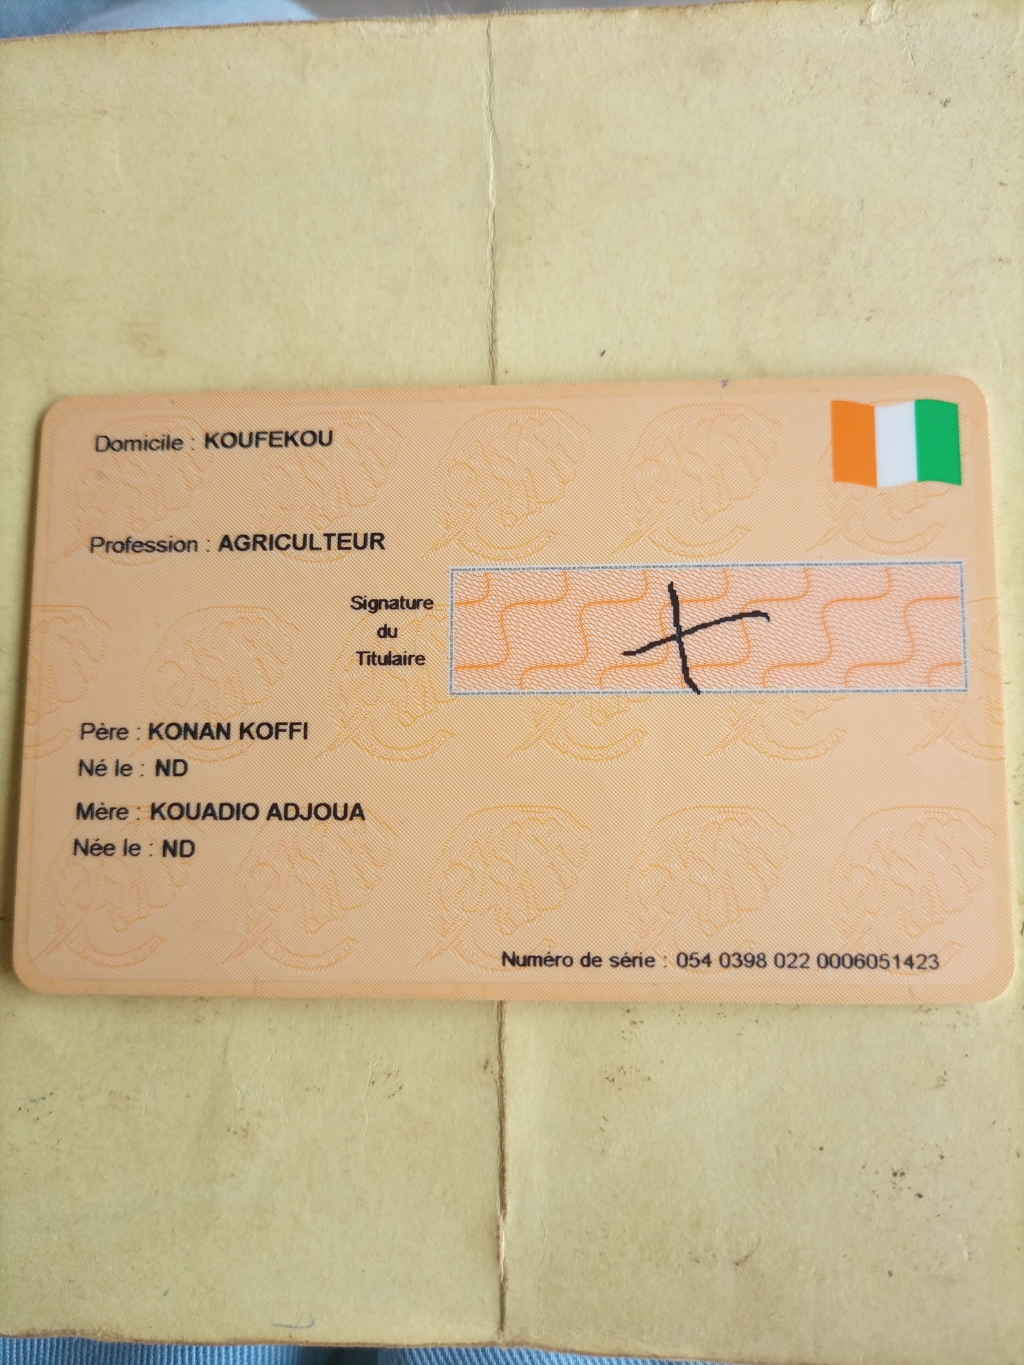 Domicile : KOUFEKOU
Profession : AGRICULTEUR
Signature
du
Titulaire
Père : KONAN KOFFI
Né le : ND
Mère : KOUADIO ADJOUA
Née le : ND
Numéro de série : 054 0398 022 0006051423